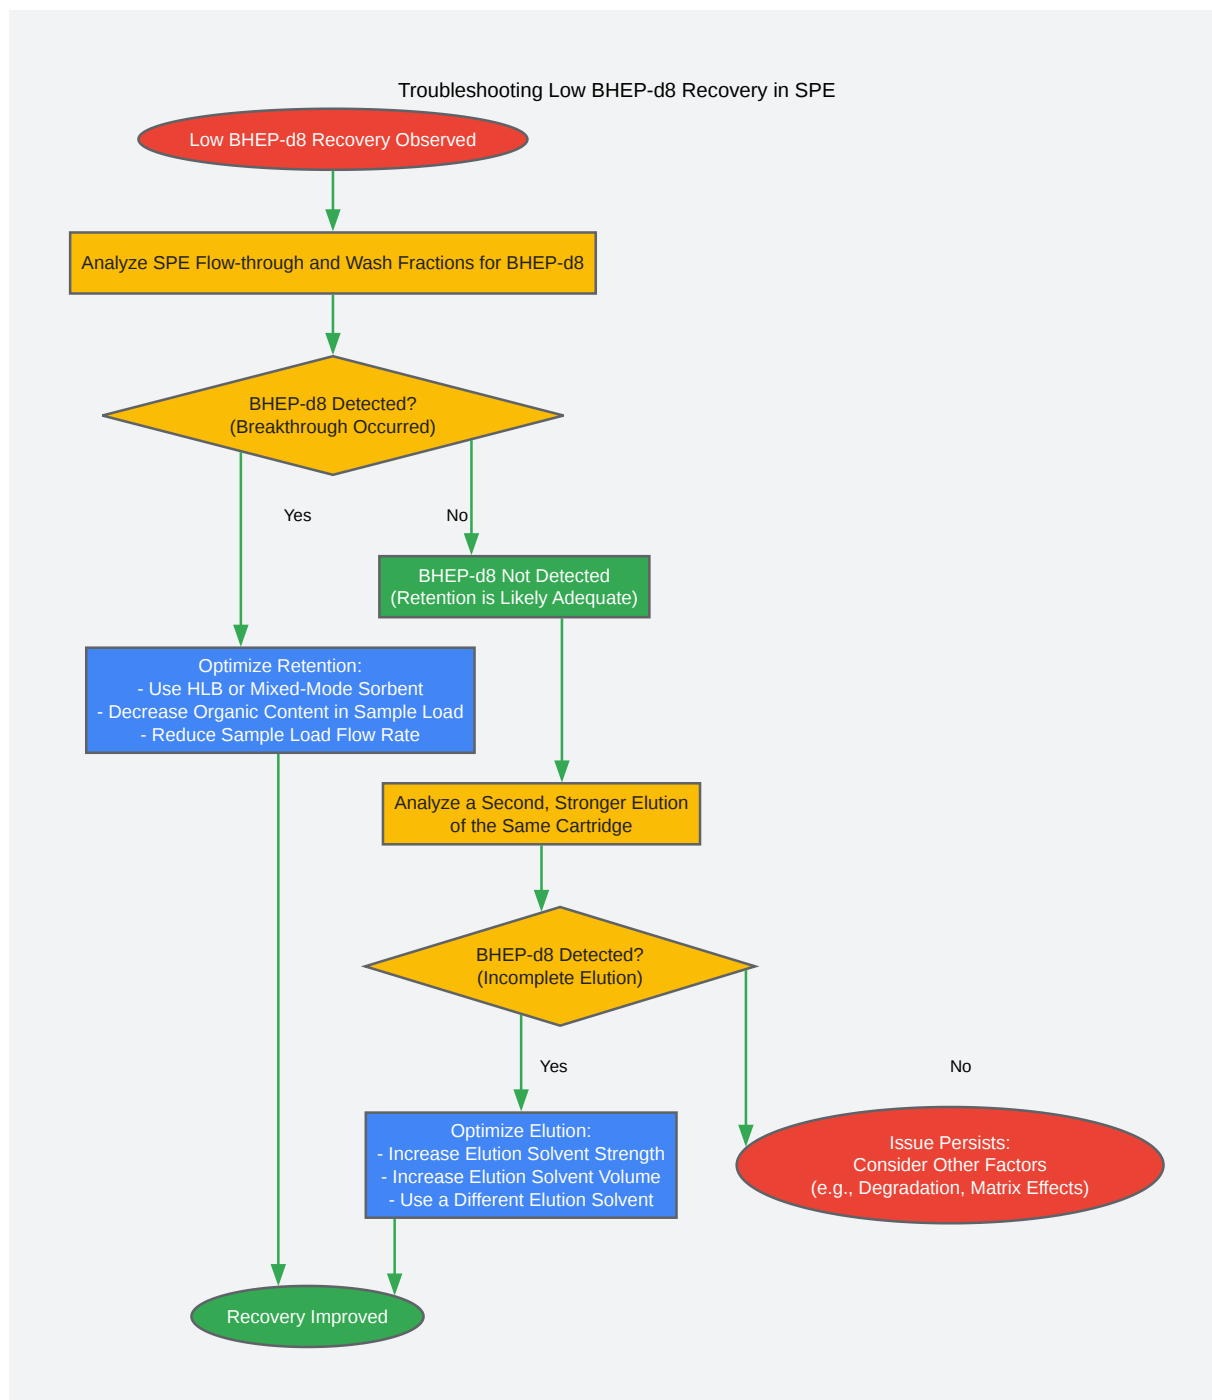 Troubleshooting Low BHEP-d8 Recovery in SPE
Low BHEP-d8 Recovery Observed
Analyze SPE Flow-through and Wash Fractions for BHEP-d8
BHEP-d8 Detected?
(Breakthrough Occurred)
Yes
No
BHEP-d8 Not Detected
(Retention is Likely Adequate)
Optimize Retention:
- Use HLB or Mixed-Mode Sorbent
- Decrease Organic Content in Sample Load
- Reduce Sample Load Flow Rate
Analyze a Second, Stronger Elution
of the Same Cartridge
BHEP-d8 Detected?
(Incomplete Elution)
Yes
No
Optimize Elution:
- Increase Elution Solvent Strength
- Increase Elution Solvent Volume
- Use a Different Elution Solvent
Issue Persists:
Consider Other Factors
(e.g., Degradation, Matrix Effects)
Recovery Improved